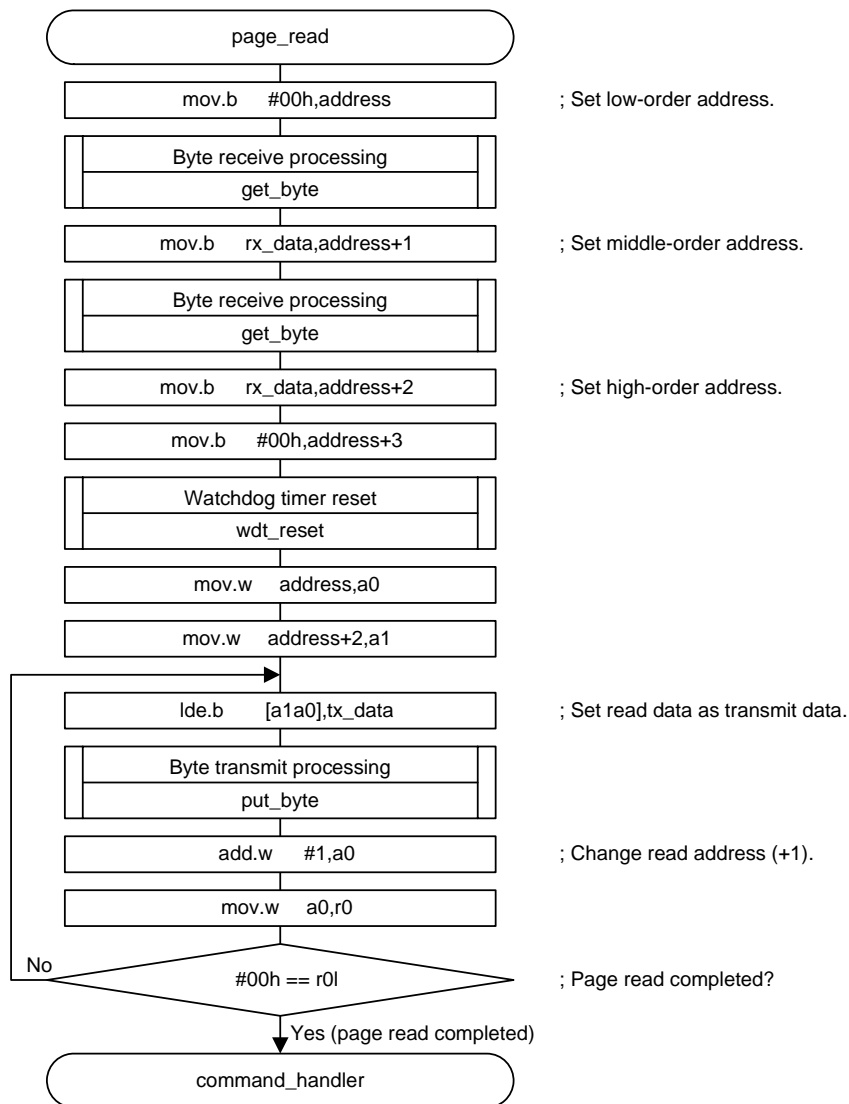 page_read
mov.b #00h,address ; Set low-order address.
Byte receive processing
get_byte
mov.b rx_data,address+1 ; Set middle-order address.
Byte receive processing
get_byte
mov.b rx_data,address+2 ; Set high-order address.
mov.b #00h,address+3
Watchdog timer reset
wdt_reset
mov.w address,a0
mov.w address+2,a1
lde.b [a1a0],tx_data ; Set read data as transmit data.
Byte transmit processing
put_byte
add.w #1,a0 ; Change read address (+1).
mov.w a0,r0
No
#00h == r0l ; Page read completed?
Yes (page read completed)
command_handler